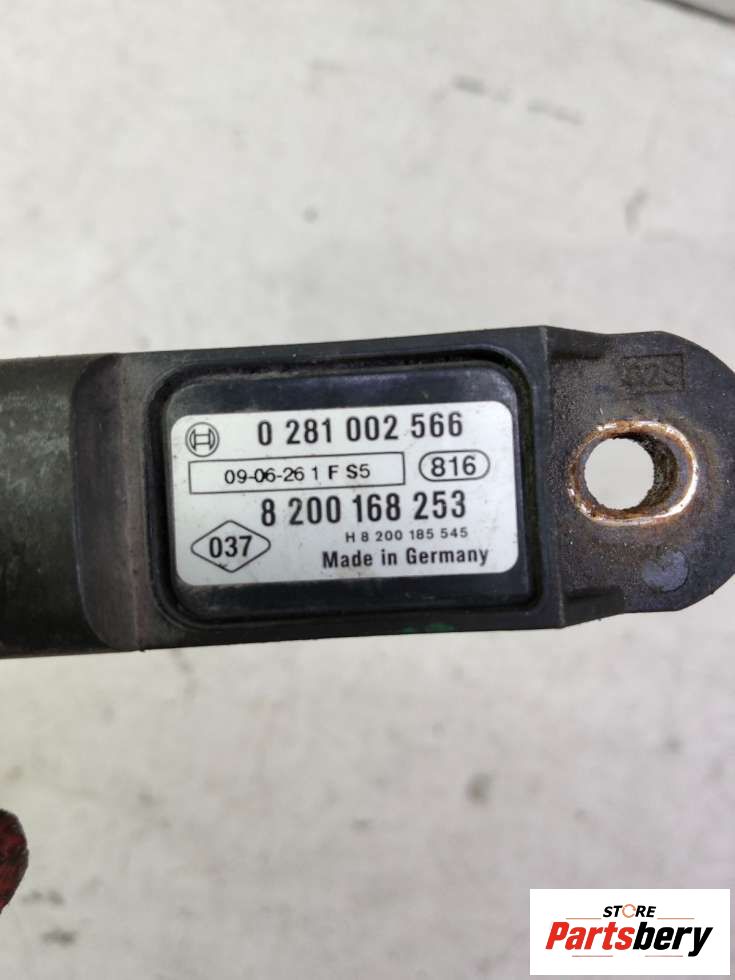 0 281 002 566
09-06-26 1 F S5
816
8 200 168 253
037
H 8 200 185 545
Made in Germany
STORE
Partsbery